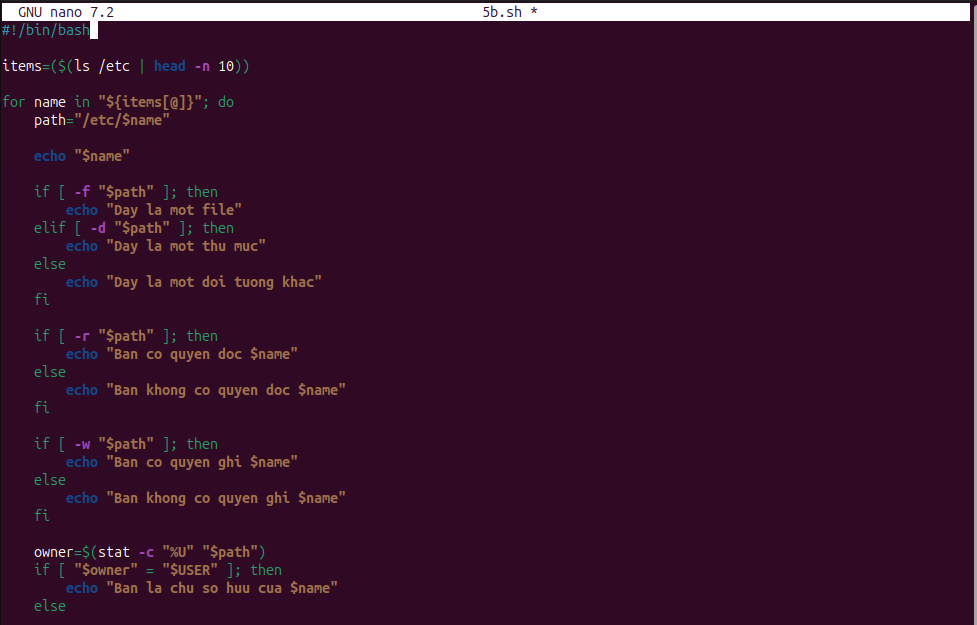 GNU nano 7.2 5b.sh *
#!/bin/bash
items=($(ls /etc | head -n 10))
for name in "${items[@]}"; do
path="/etc/$name"
echo "$name"
if [ -f "$path" ]; then
echo "Day la mot file"
elif [ -d "$path" ]; then
echo "Day la mot thu muc"
else
echo "Day la mot doi tuong khac"
fi
if [ -r "$path" ]; then
echo "Ban co quyen doc $name"
else
echo "Ban khong co quyen doc $name"
fi
if [ -w "$path" ]; then
echo "Ban co quyen ghi $name"
else
echo "Ban khong co quyen ghi $name"
fi
owner=$(stat -c "%U" "$path")
if [ "$owner" = "$USER" ]; then
echo "Ban la chu so huu cua $name"
else